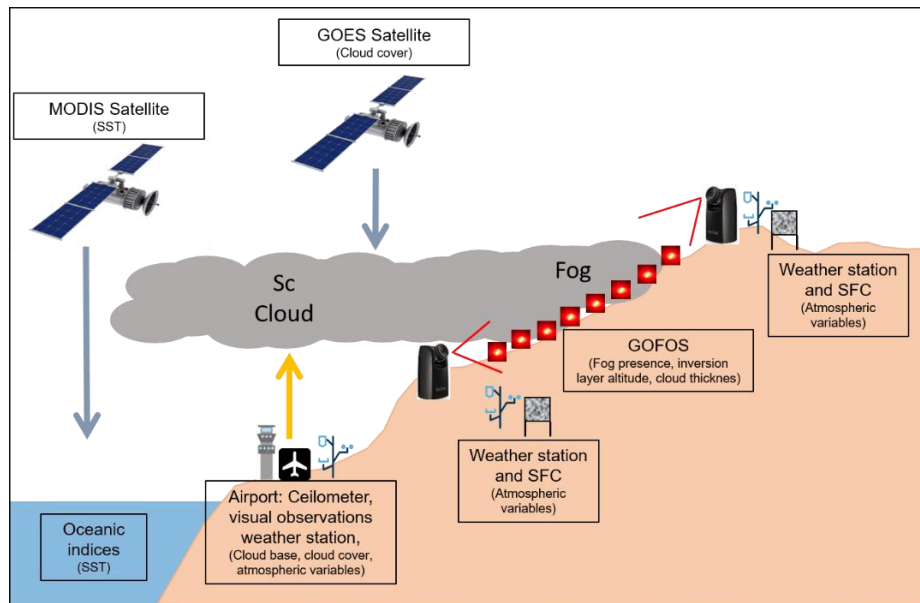 GOES Satellite
(Cloud cover)
MODIS Satellite
(SST)
Sc
Cloud
Fog
Weather station
and SFC
(Atmospheric
variables)
GOFOS
(Fog presence, inversion
layer altitude, cloud thicknes)
Weather station
and SFC
(Atmospheric
variables)
Airport: Ceilometer,
visual observations
weather station,
(Cloud base, cloud cover,
atmospheric variables)
Oceanic
indices
(SST)